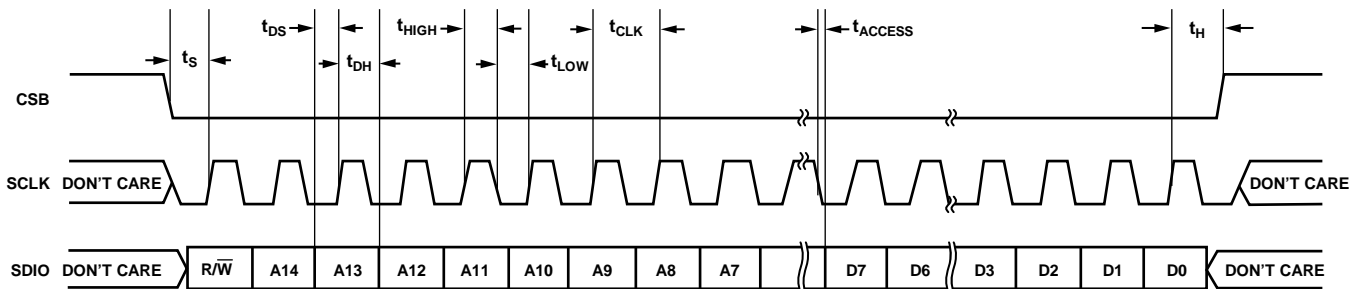 tDS
tHIGH
tCLK
tACCESS
tH
tS
tDH
tLOW
CSB
SCLK DON'T CARE DON'T CARE
SDIO DON'T CARE R/W̅ A14 A13 A12 A11 A10 A9 A8 A7 D7 D6 D3 D2 D1 D0 DON'T CARE